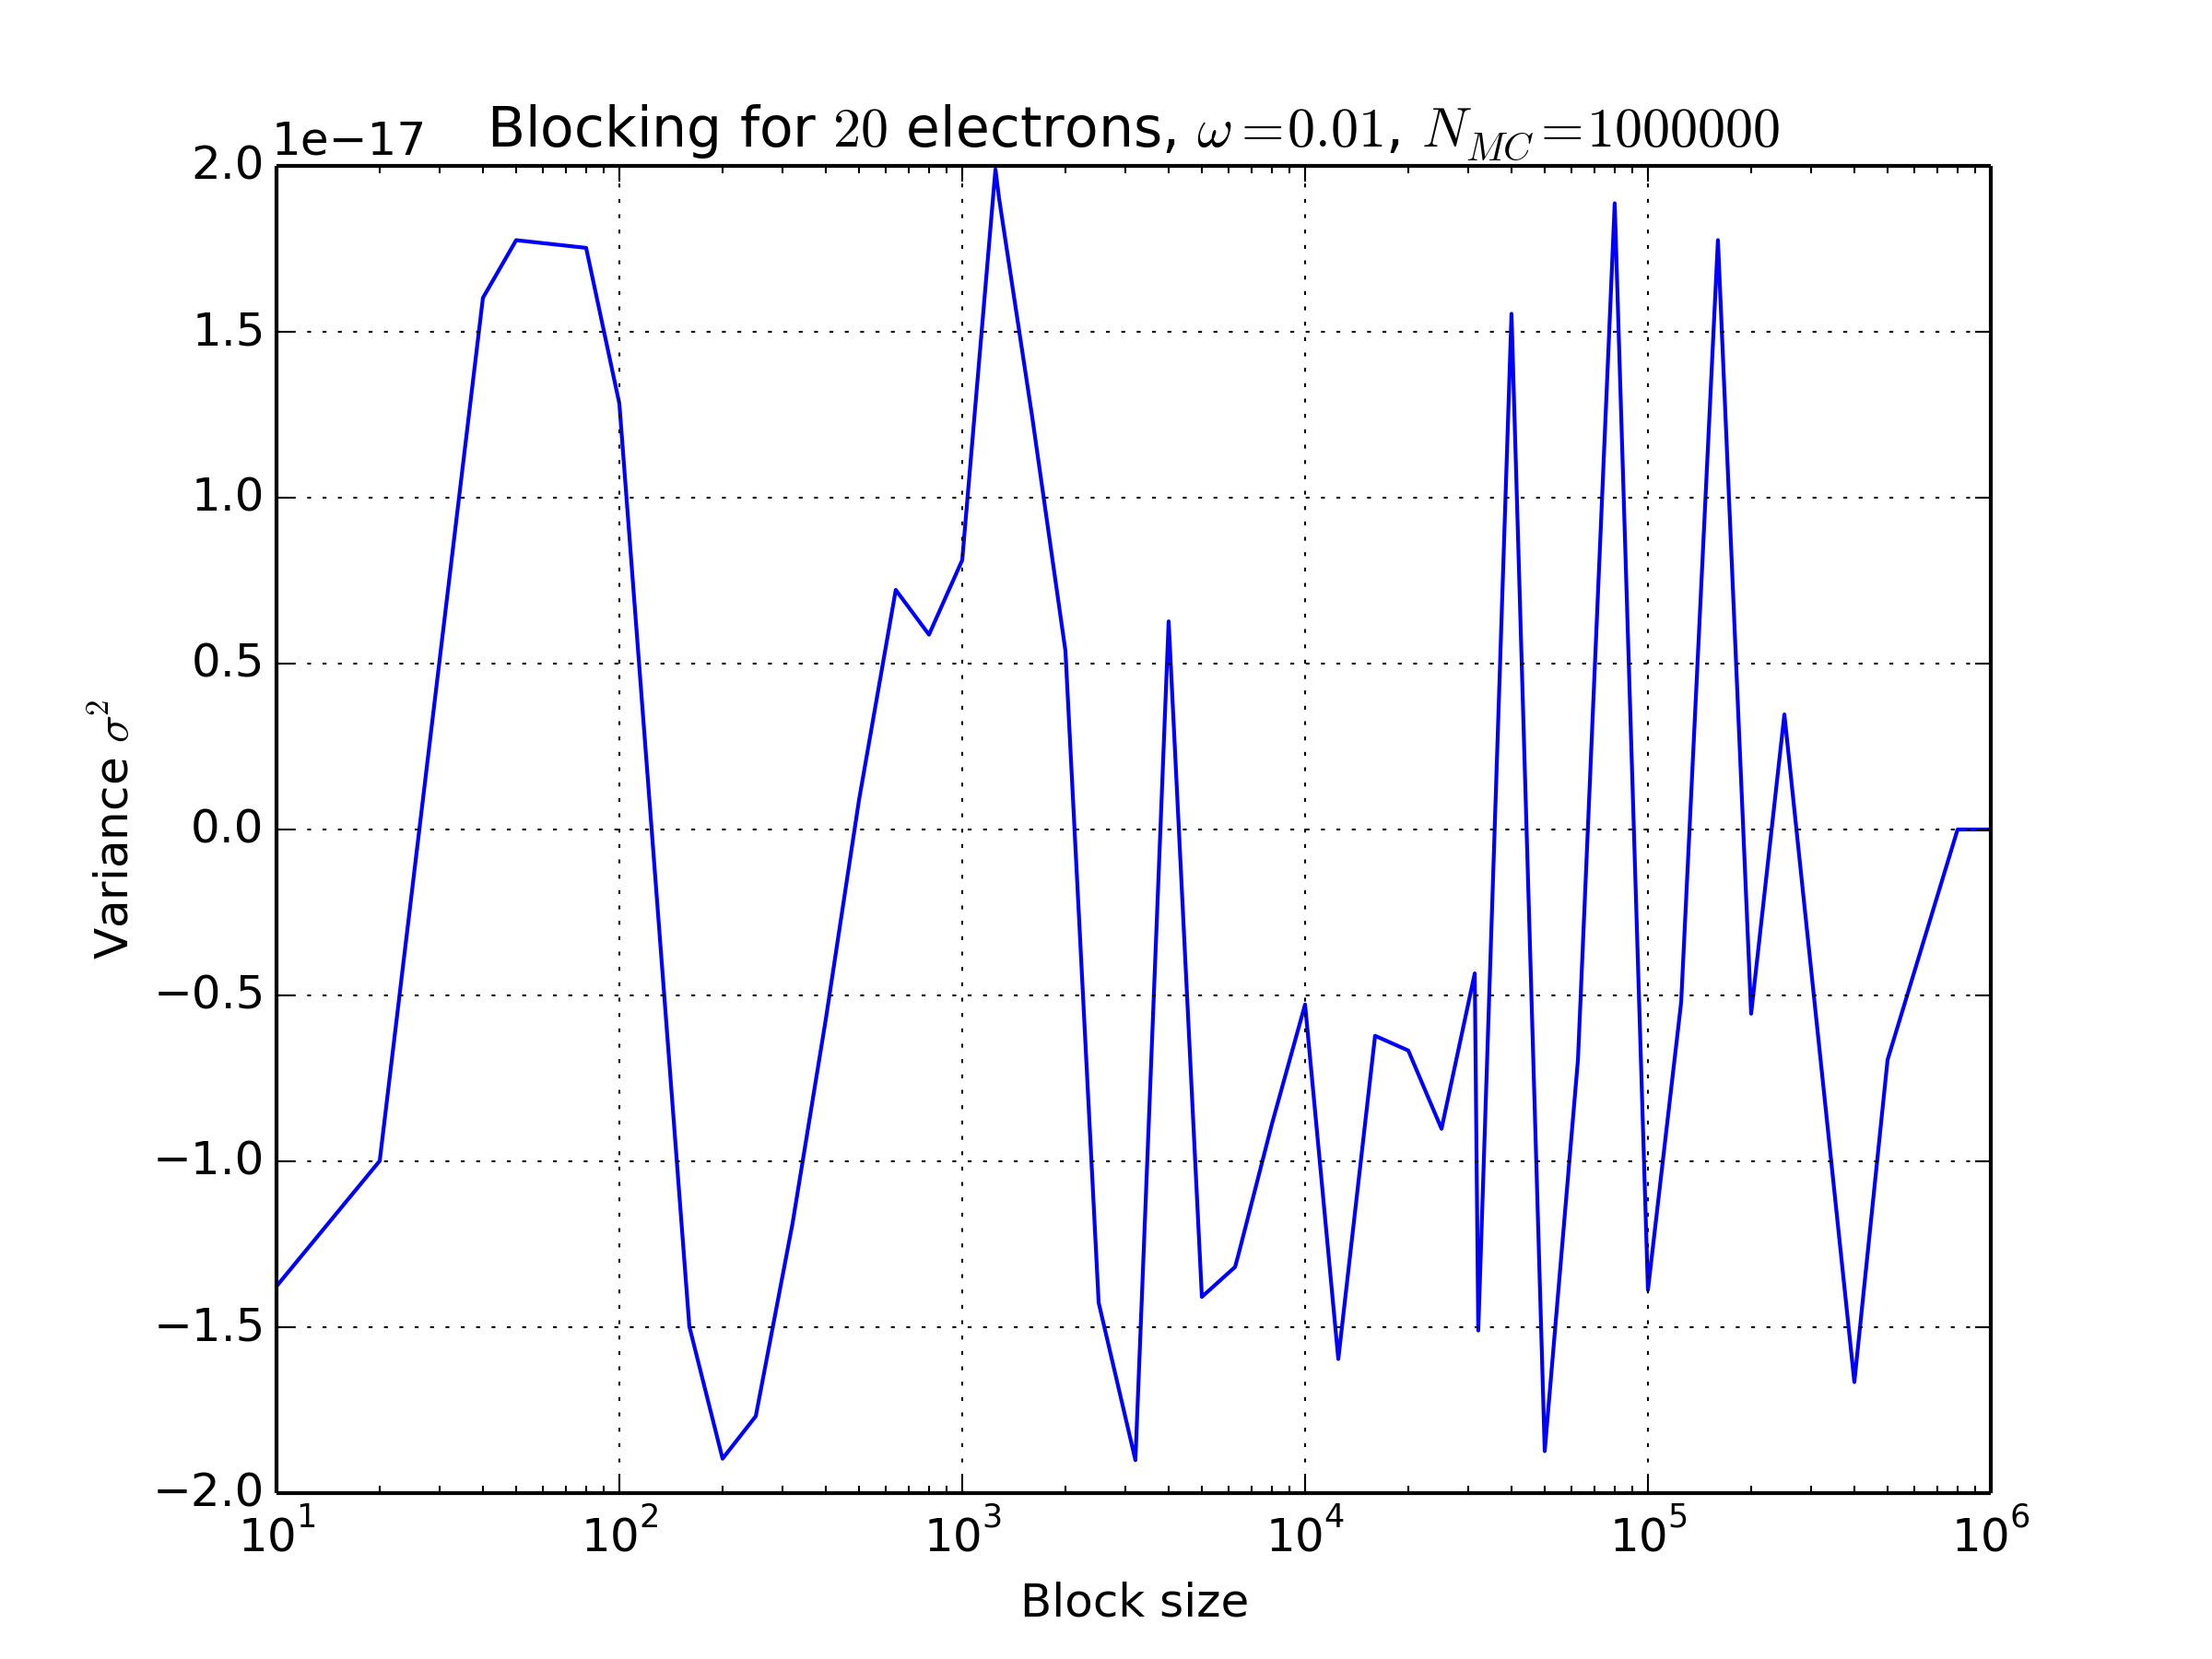 Blocking for 20 electrons, ω=0.01, N_MC=1000000
1e−17
2.0
1.5
1.0
0.5
0.0
−0.5
−1.0
−1.5
−2.0
Variance σ²
10¹ 10² 10³ 10⁴ 10⁵ 10⁶
Block size